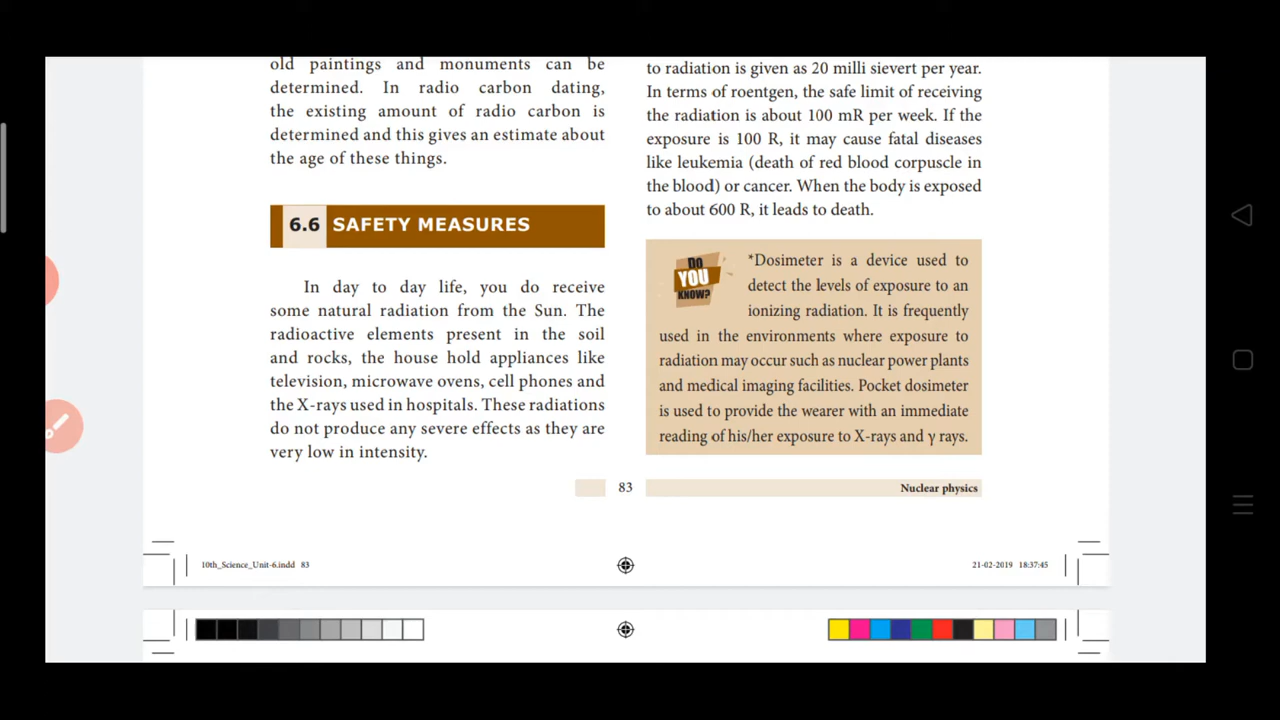 old paintings and monuments can be
determined. In radio carbon dating,
the existing amount of radio carbon is
determined and this gives an estimate about
the age of these things.
6.6 SAFETY MEASURES
In day to day life, you do receive
some natural radiation from the Sun. The
radioactive elements present in the soil
and rocks, the house hold appliances like
television, microwave ovens, cell phones and
the X-rays used in hospitals. These radiations
do not produce any severe effects as they are
very low in intensity.
to radiation is given as 20 milli sievert per year.
In terms of roentgen, the safe limit of receiving
the radiation is about 100 mR per week. If the
exposure is 100 R, it may cause fatal diseases
like leukemia (death of red blood corpuscle in
the blood) or cancer. When the body is exposed
to about 600 R, it leads to death.
DO
YOU
KNOW?
*Dosimeter is a device used to
detect the levels of exposure to an
ionizing radiation. It is frequently
used in the environments where exposure to
radiation may occur such as nuclear power plants
and medical imaging facilities. Pocket dosimeter
is used to provide the wearer with an immediate
reading of his/her exposure to X-rays and γ rays.
83
Nuclear physics
10th_Science_Unit-6.indd 83
21-02-2019 18:37:45